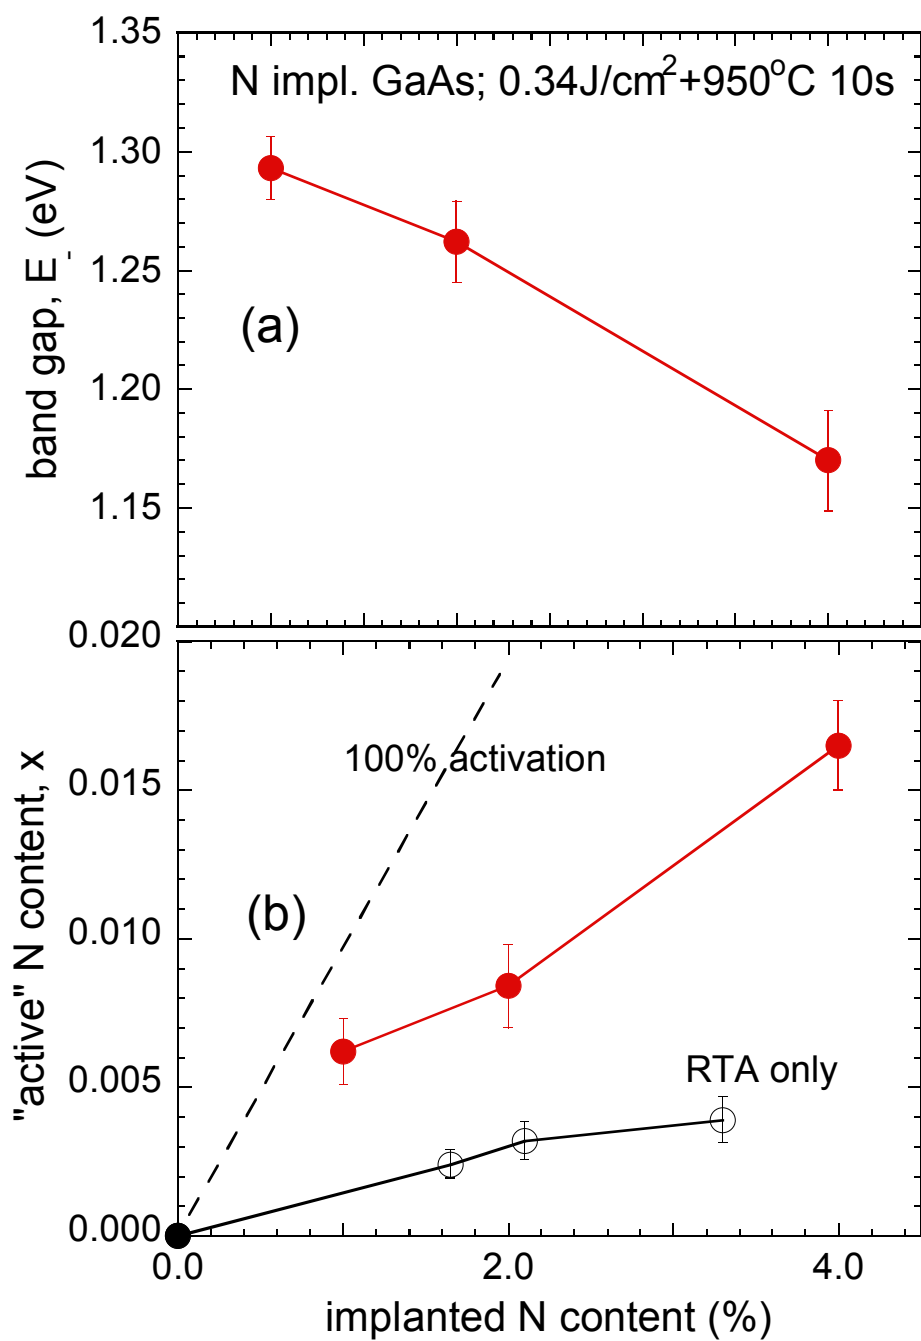 1.35
N impl. GaAs; 0.34J/cm²+950°C 10s
1.30
1.25
1.20
1.15
band gap, E_ (eV)
(a)
0.020
0.015
0.010
0.005
0.000
"active" N content, x
100% activation
(b)
RTA only
0.0 2.0 4.0
implanted N content (%)